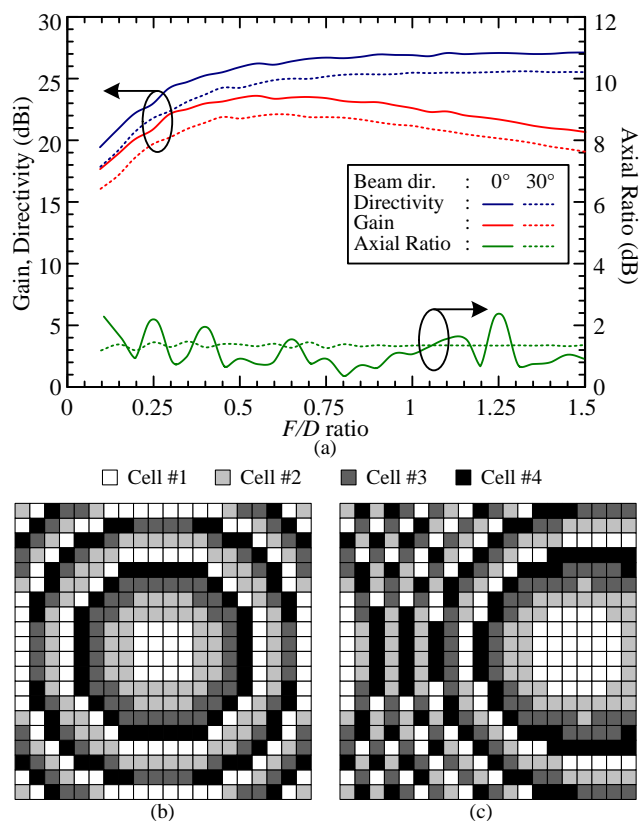 30
25
20
15
10
5
0
Gain, Directivity (dBi)
12
10
8
6
4
2
0
Axial Ratio (dB)
Beam dir. : 0° 30°
Directivity :
Gain :
Axial Ratio :
0 0.25 0.5 0.75 1 1.25 1.5
F/D ratio
(a)
Cell #1 Cell #2 Cell #3 Cell #4
(b) (c)